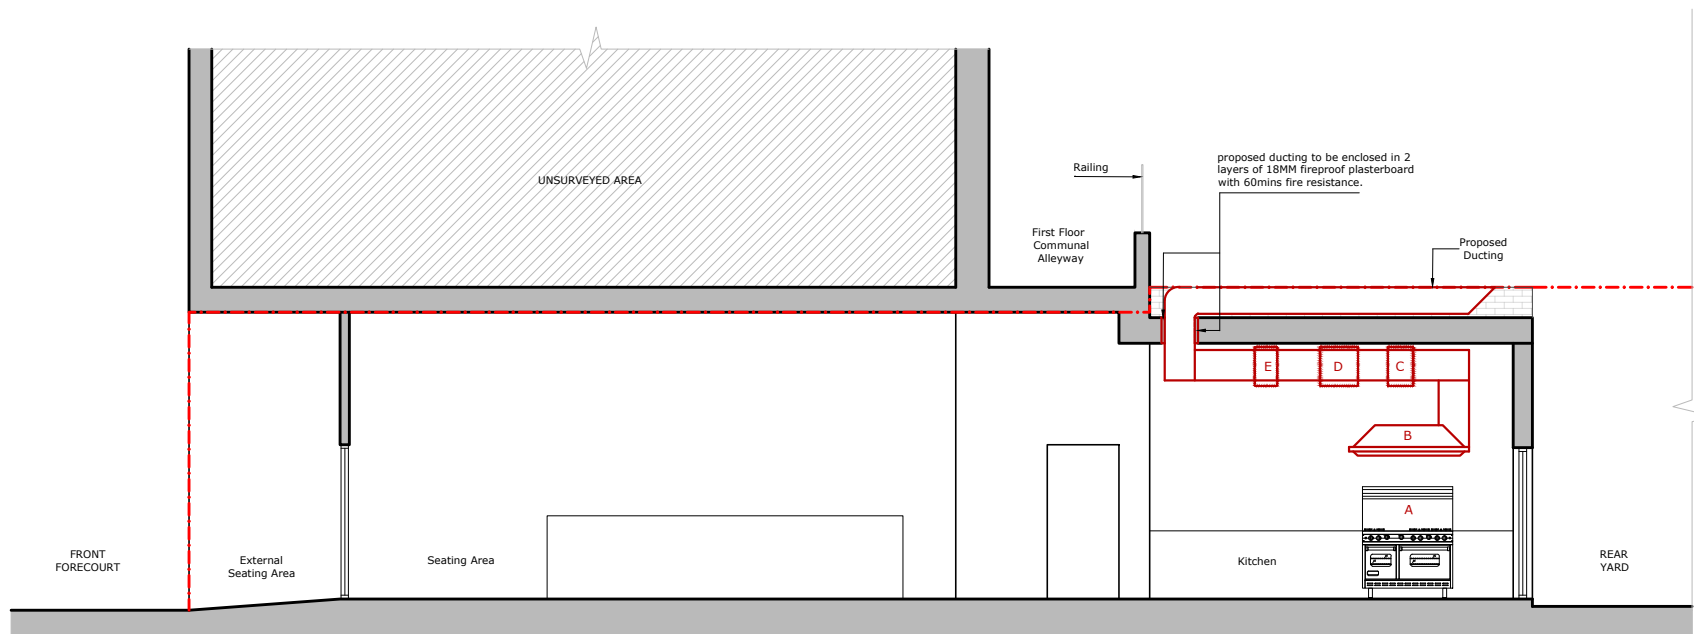 UNSURVEYED AREA
Railing
proposed ducting to be enclosed in 2
layers of 18MM fireproof plasterboard
with 60mins fire resistance.
First Floor
Communal
Alleyway
Proposed
Ducting
E
D
C
B
A
FRONT
FORECOURT
External
Seating Area
Seating Area
Kitchen
REAR
YARD